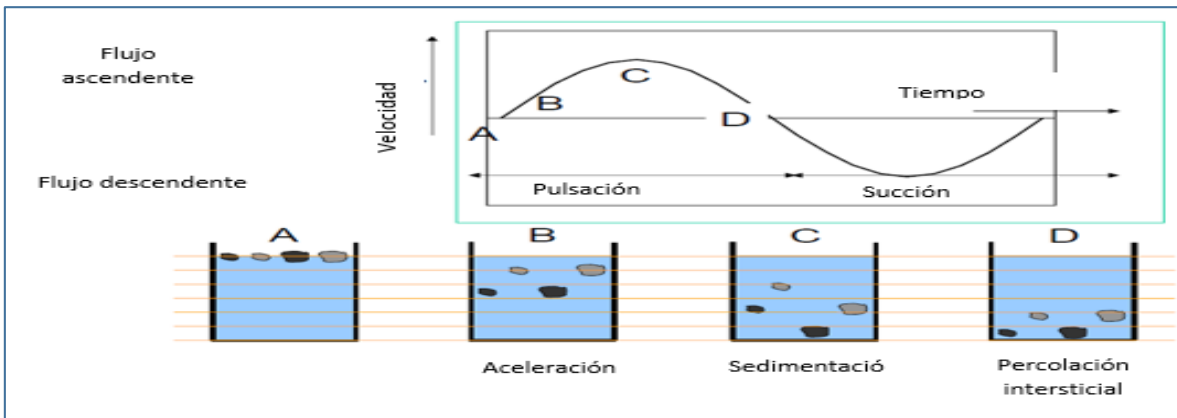 Flujo
ascendente
Velocidad
A
B
C
D
Tiempo
Flujo descendente
Pulsación
Succión
A
B
C
D
Aceleración
Sedimentació
Percolación
intersticial